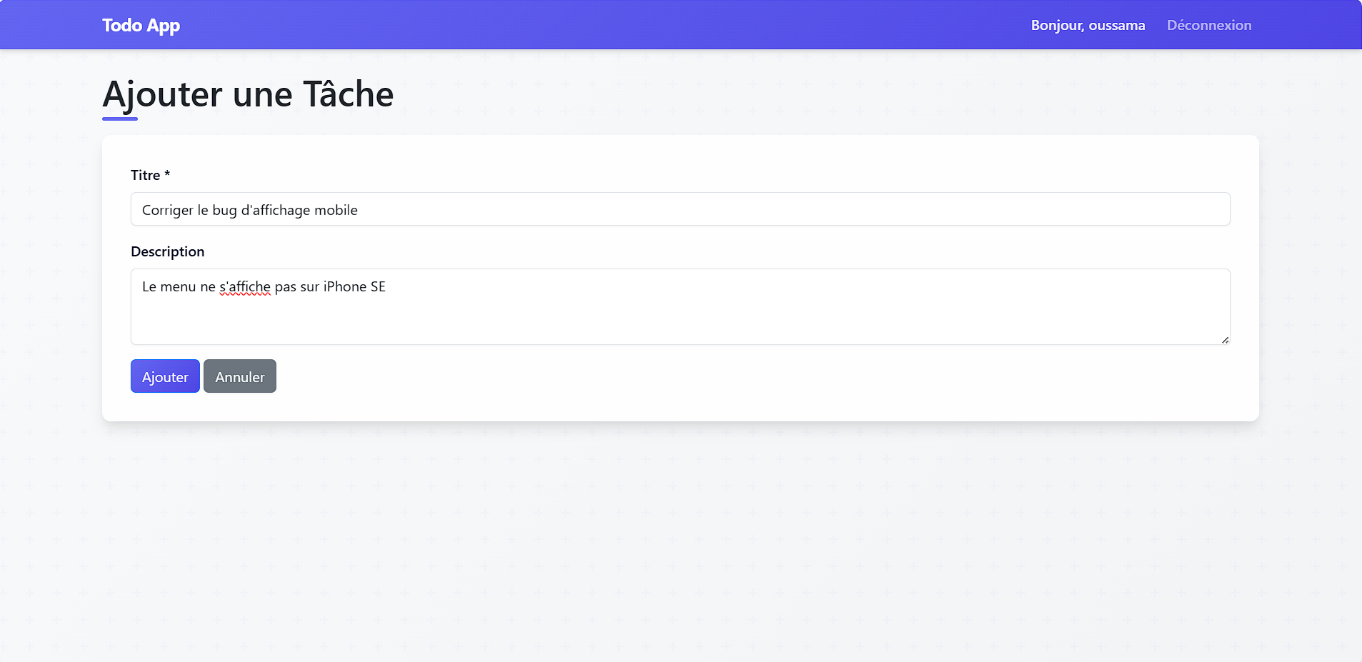 Todo App
Bonjour, oussama
Déconnexion
Ajouter une Tâche
Titre *
Corriger le bug d'affichage mobile
Description
Le menu ne s'affiche pas sur iPhone SE
Ajouter
Annuler